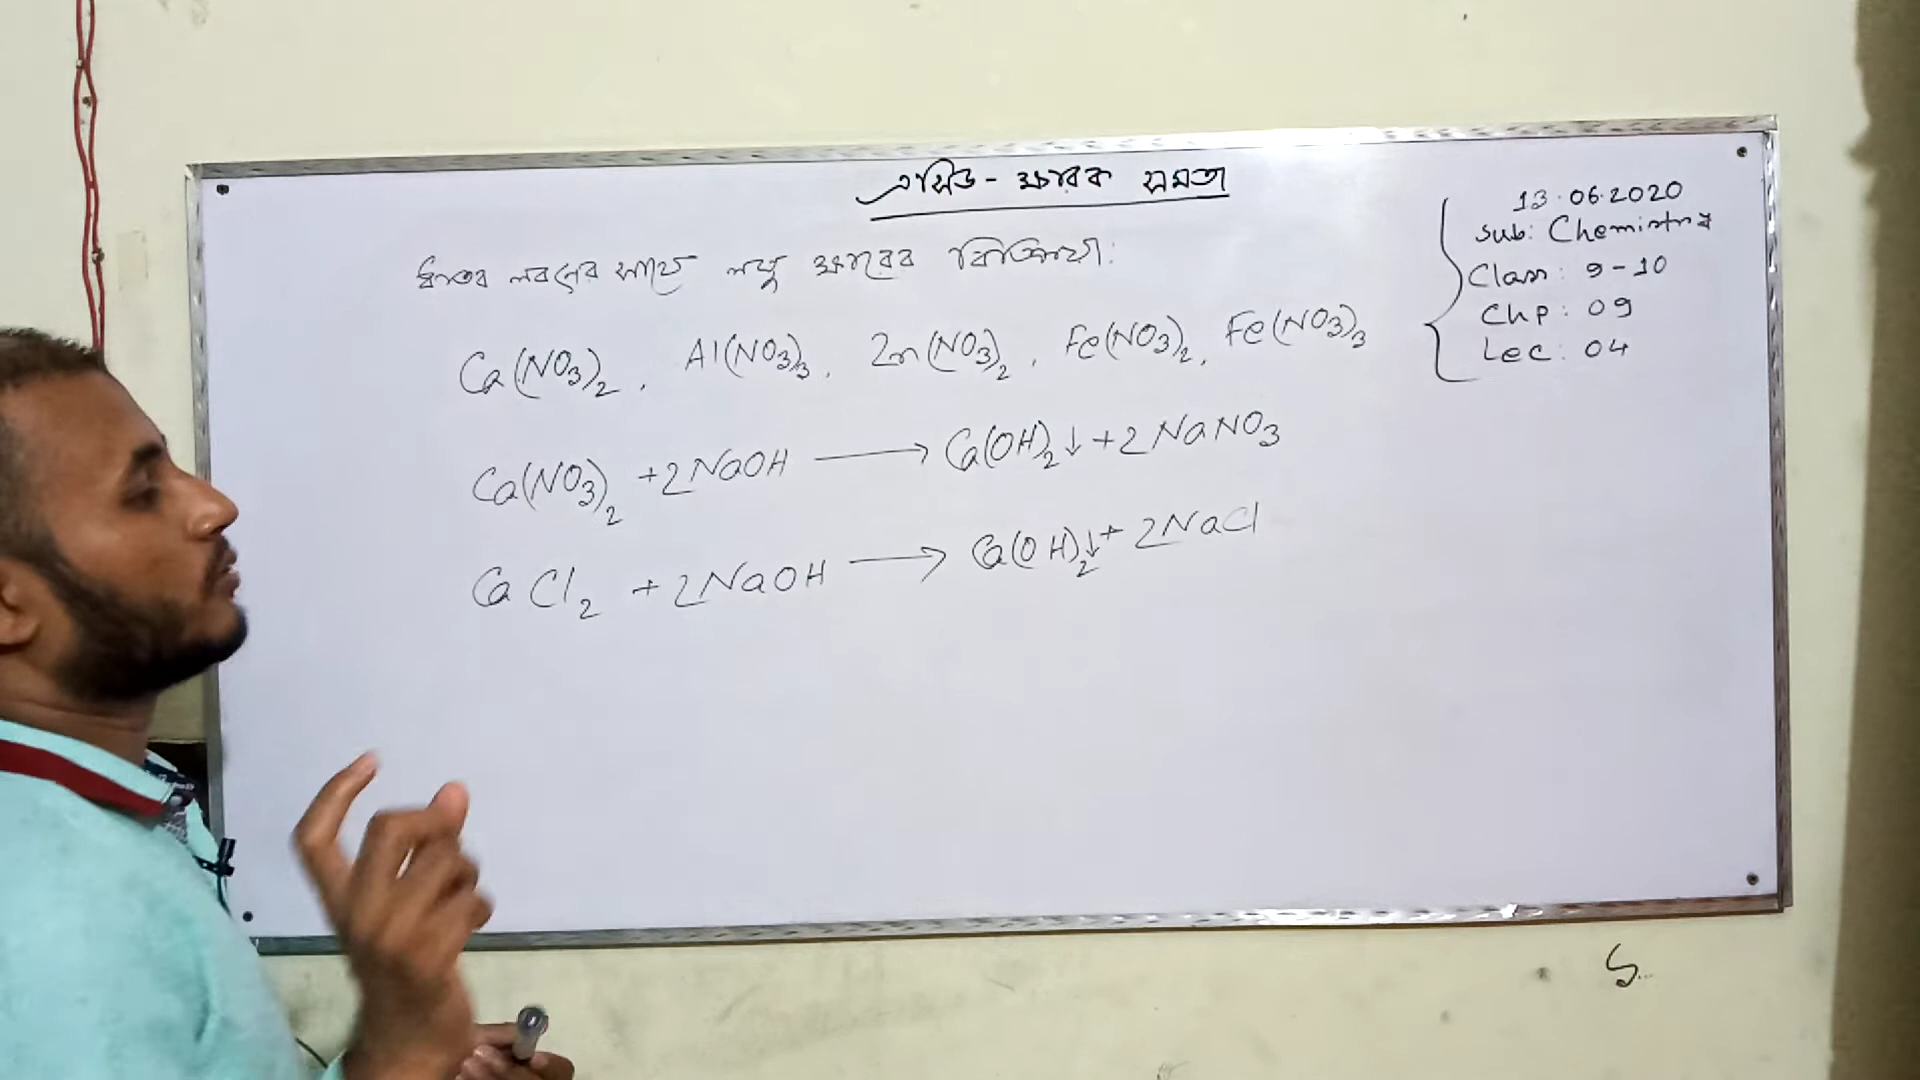 এসিড - ক্ষারক সমতা
13.06.2020
Sub: Chemistry
Class: 9-10
Chp: 09
Lec: 04
ধাতব লবনের সাথে লঘু ক্ষারের বিক্রিয়া:
Ca(NO3)2, Al(NO3)3, Zn(NO3)2, Fe(NO3)2, Fe(NO3)3
Ca(NO3)2 +2NaOH ⟶ Ca(OH)2↓ +2NaNO3
CaCl2 +2NaOH ⟶ Ca(OH)2↓+ 2NaCl
S...